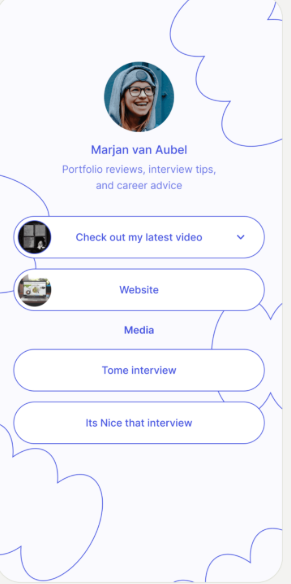 Marjan van Aubel
Portfolio reviews, interview tips,
and career advice
Check out my latest video
Website
Media
Tome interview
Its Nice that interview